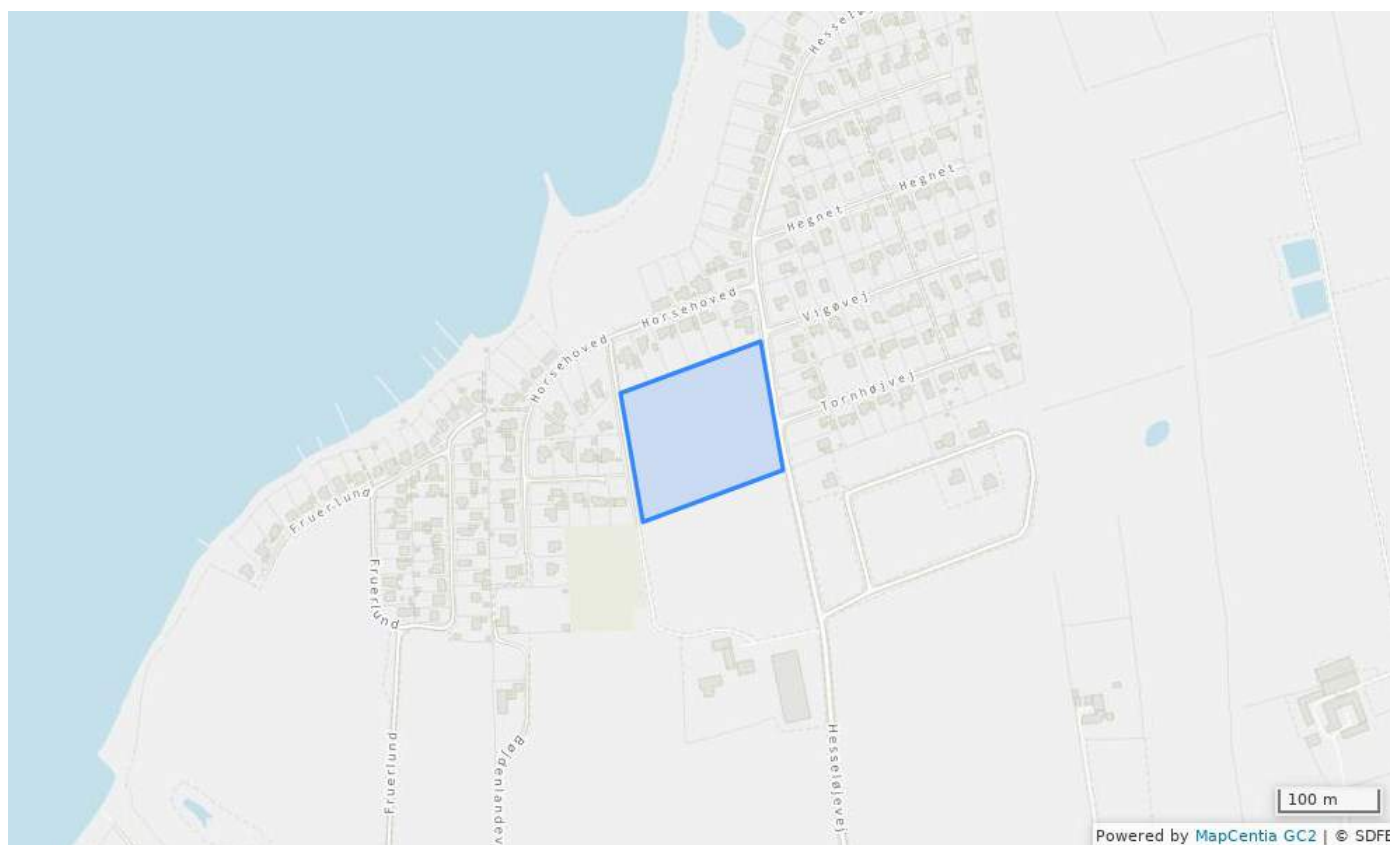 Hesselø
Hegnet
Hegnet
Horsehoved
Vigøvej
Horsehoved
Tornhøjvej
Fruerlund
Fruerlund
Fruerlund
Bøjdenlandev
Hesseløjevej
100 m
Powered by MapCentia GC2 | © SDFE